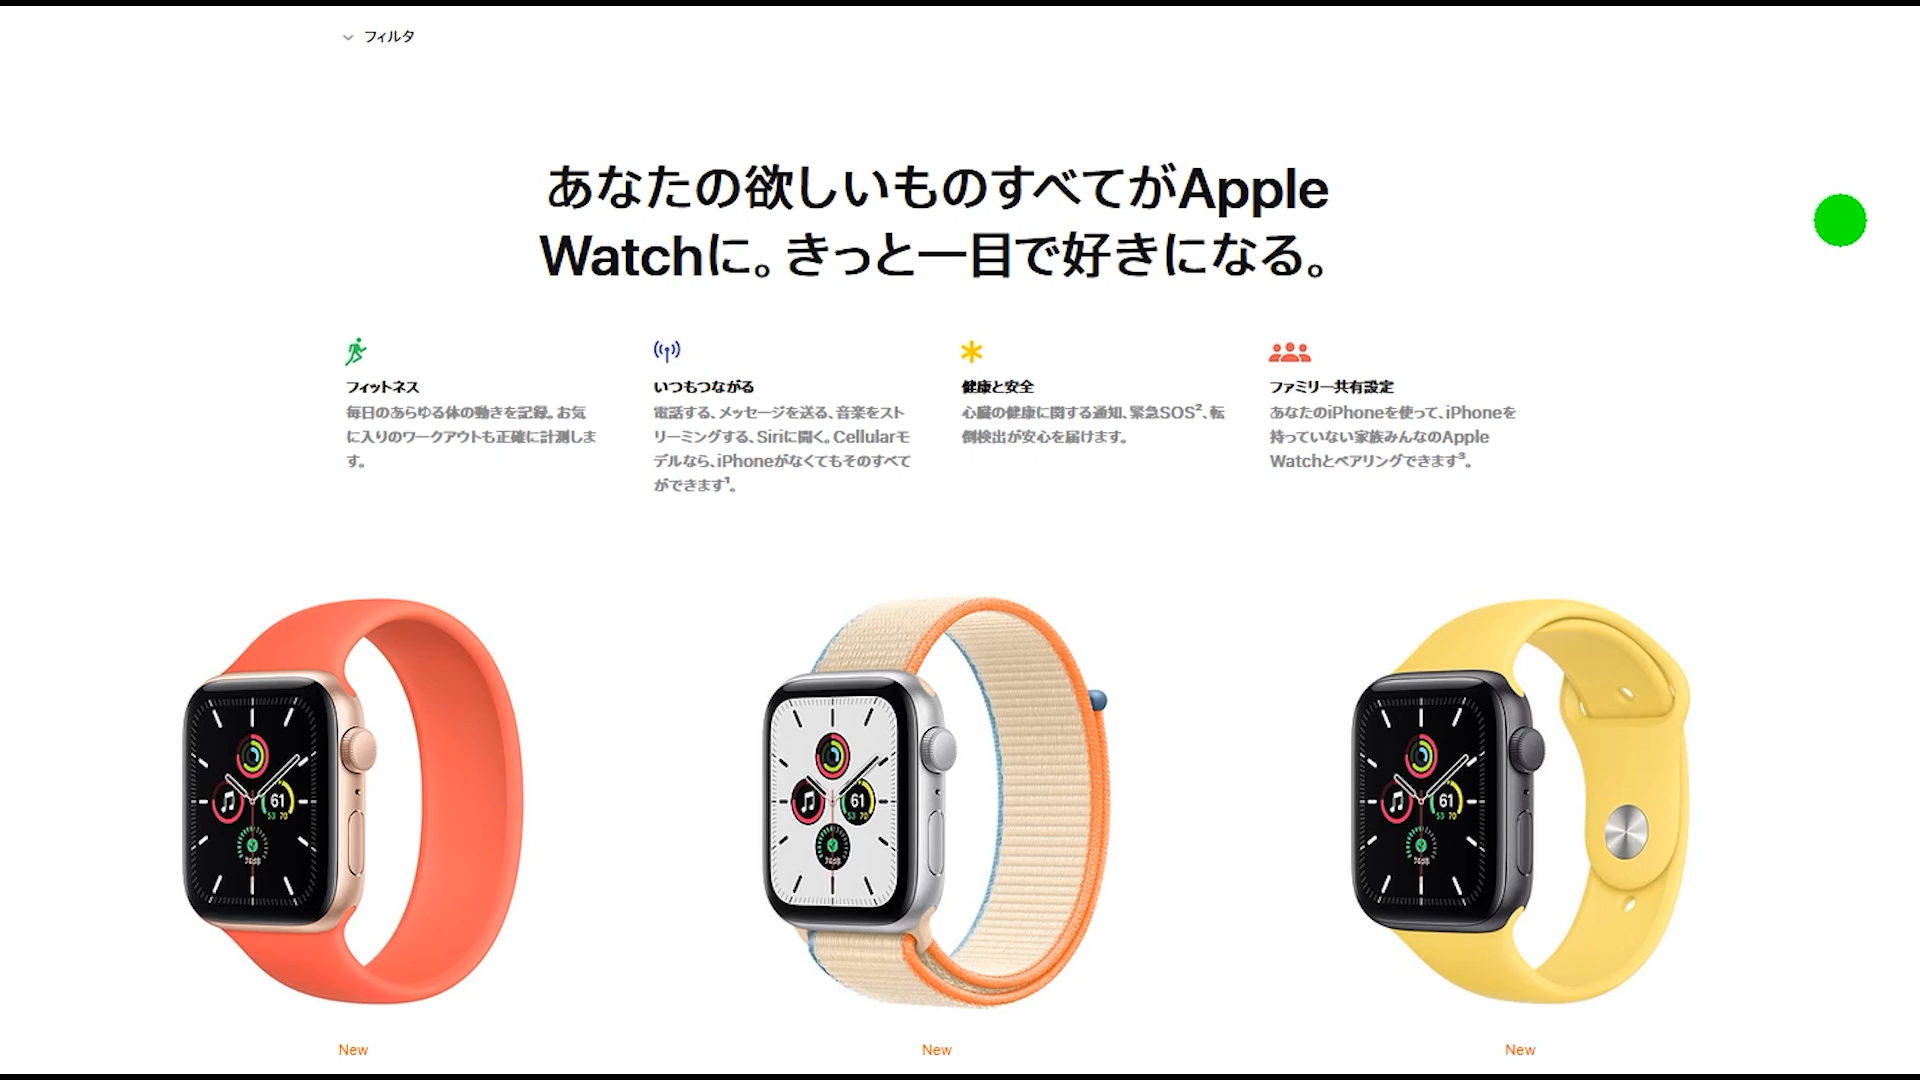 フィルタ
あなたの欲しいものすべてがApple
Watchに。きっと一目で好きになる。
フィットネス
毎日のあらゆる体の動きを記録。お気
に入りのワークアウトも正確に計測しま
す。
いつもつながる
電話する、メッセージを送る、音楽をスト
リーミングする、Siriに聞く。Cellularモ
デルなら、iPhoneがなくてもそのすべて
ができます¹。
健康と安全
心臓の健康に関する通知、緊急SOS²、転
倒検出が安心を届けます。
ファミリー共有設定
あなたのiPhoneを使って、iPhoneを
持っていない家族みんなのApple
Watchとペアリングできます³。
61
53 70
61
53 70
61
53 70
New
New
New